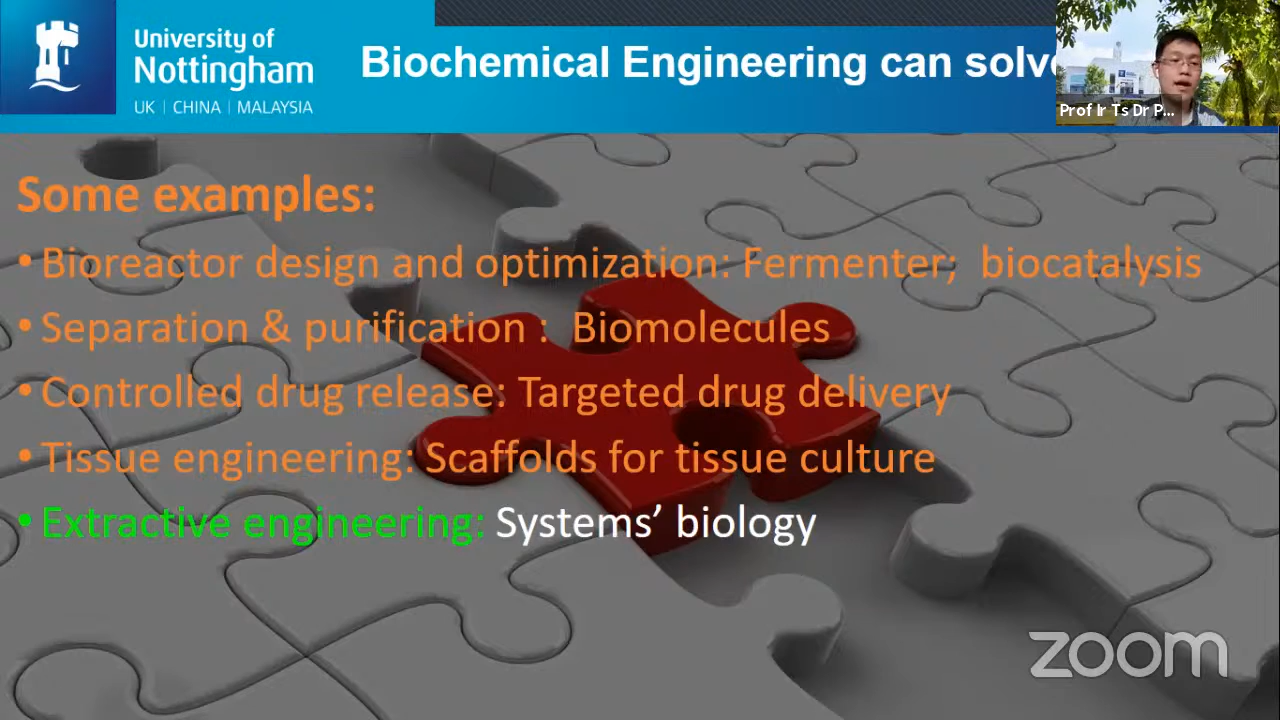 University of
Nottingham
UK | CHINA | MALAYSIA
Biochemical Engineering can solve
Prof Ir Ts Dr P...
Some examples:
• Bioreactor design and optimization: Fermenter; biocatalysis
• Separation & purification : Biomolecules
• Controlled drug release: Targeted drug delivery
• Tissue engineering: Scaffolds for tissue culture
• Extractive engineering: Systems’ biology
zoom